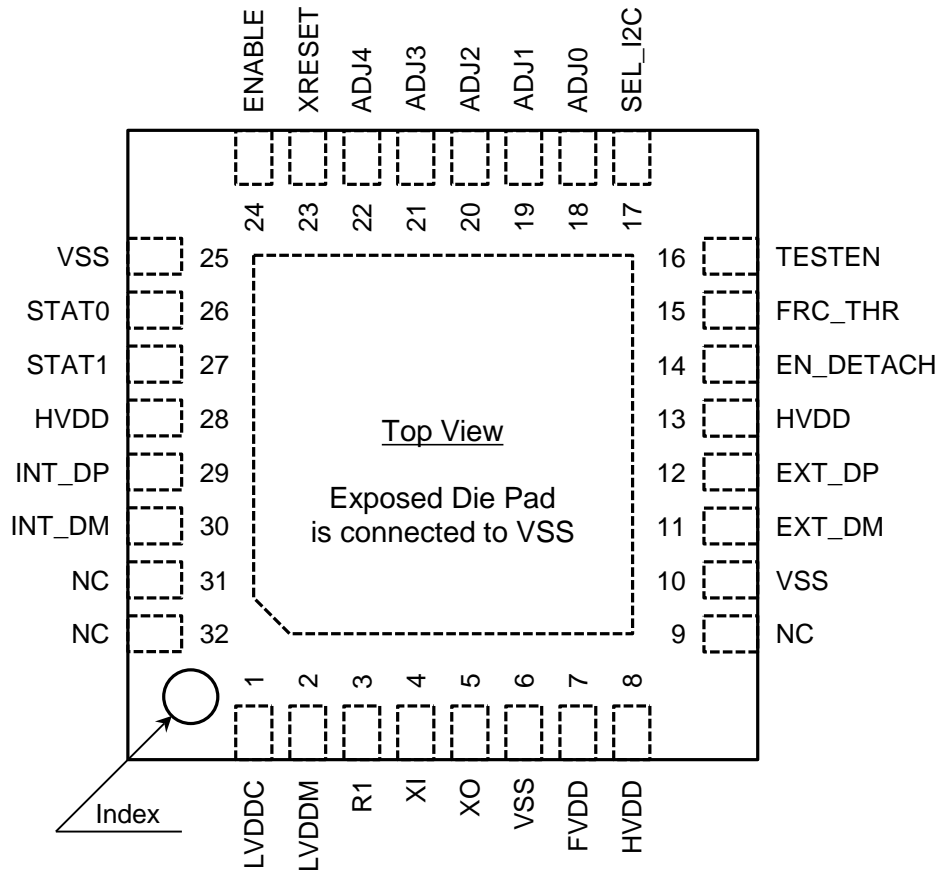 ENABLE
XRESET
ADJ4
ADJ3
ADJ2
ADJ1
ADJ0
SEL_I2C
24
23
22
21
20
19
18
17
VSS 25
STAT0 26
STAT1 27
HVDD 28
INT_DP 29
INT_DM 30
NC 31
NC 32
16 TESTEN
15 FRC_THR
14 EN_DETACH
13 HVDD
12 EXT_DP
11 EXT_DM
10 VSS
9 NC
Top View
Exposed Die Pad
is connected to VSS
1
2
3
4
5
6
7
8
LVDDC
LVDDM
R1
XI
XO
VSS
FVDD
HVDD
Index